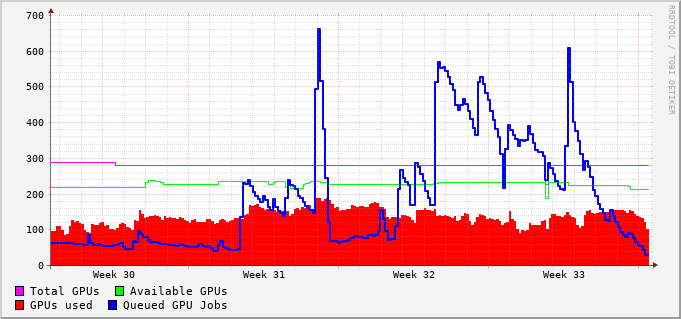 700
600
500
400
300
200
100
0
Week 30 Week 31 Week 32 Week 33
Total GPUs Available GPUs
GPUs used Queued GPU Jobs
RRDTOOL / TOBI OETIKER